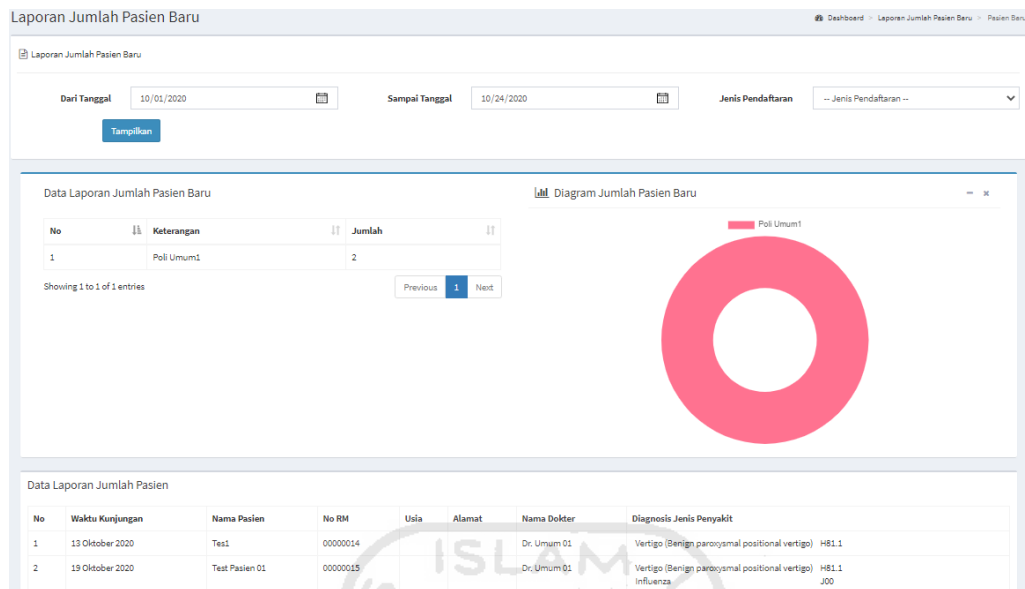 Laporan Jumlah Pasien Baru
Dashboard > Laporan Jumlah Pasien Baru > Pasien Baru
Laporan Jumlah Pasien Baru
Dari Tanggal 10/01/2020 Sampai Tanggal 10/24/2020 Jenis Pendaftaran -- Jenis Pendaftaran --
Tampilkan
Data Laporan Jumlah Pasien Baru
No Keterangan Jumlah
1 Poli Umum1 2
Showing 1 to 1 of 1 entries
Previous 1 Next
Diagram Jumlah Pasien Baru
Poli Umum1
Data Laporan Jumlah Pasien
No Waktu Kunjungan Nama Pasien No RM Usia Alamat Nama Dokter Diagnosis Jenis Penyakit
1 13 Oktober 2020 Tes1 00000014 Dr. Umum 01 Vertigo (Benign paroxysmal positional vertigo) H81.1
2 19 Oktober 2020 Test Pasien 01 00000015 Dr. Umum 01 Vertigo (Benign paroxysmal positional vertigo) H81.1
Influenza J00
ISLAM